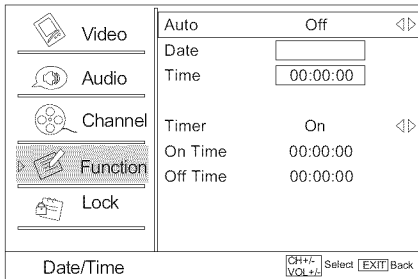 Video
Audio
Channel
Function
Lock
Auto Off
Date
Time 00:00:00
Timer On
On Time 00:00:00
Off Time 00:00:00
Date/Time
CH+/- VOL+/- Select EXIT Back